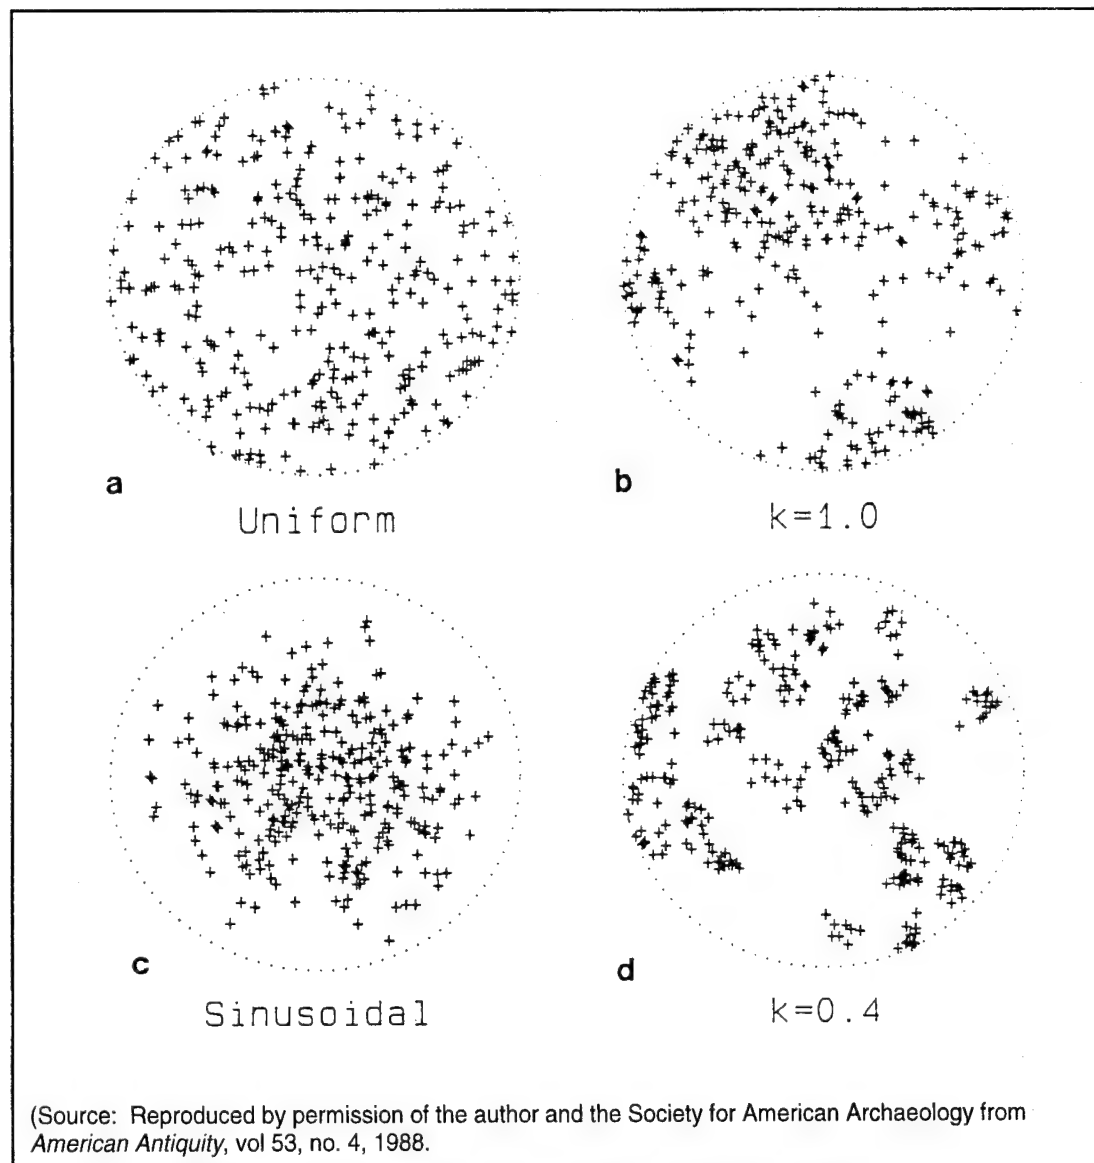 a
Uniform
b
k=1.0
c
Sinusoidal
d
k=0.4
(Source: Reproduced by permission of the author and the Society for American Archaeology from
American Antiquity, vol 53, no. 4, 1988.